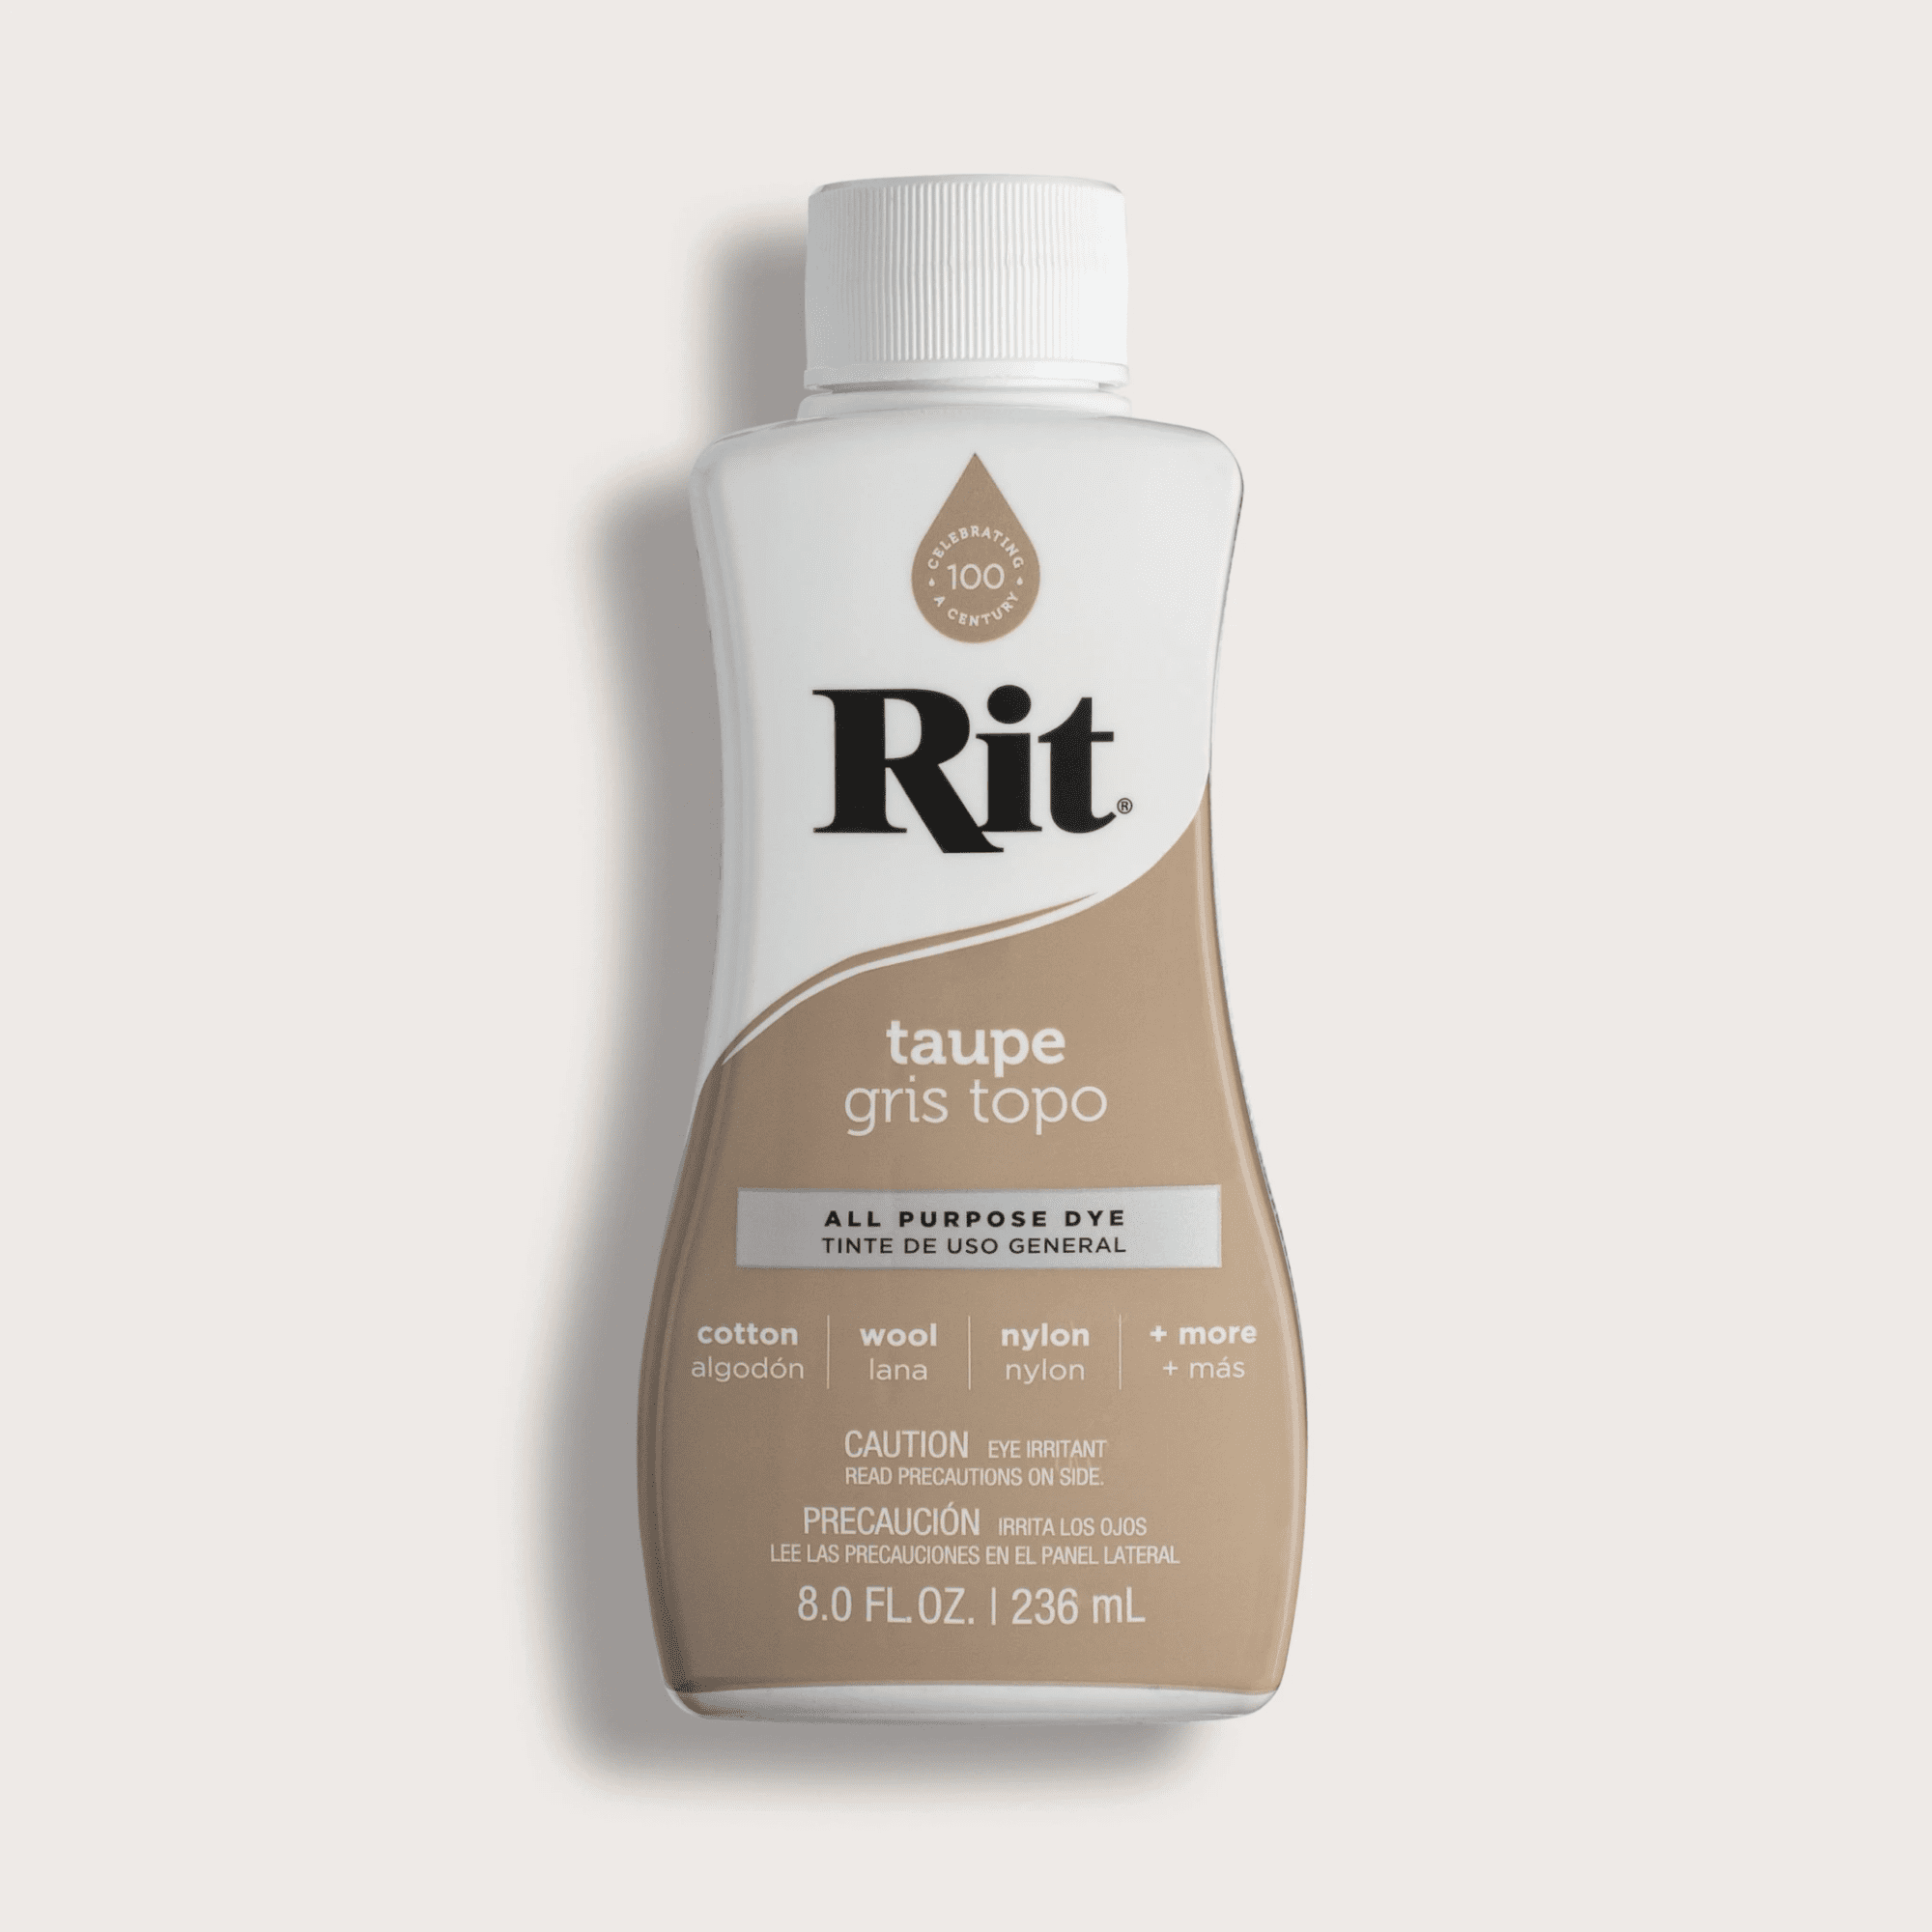 CELEBRATING
100
A CENTURY
Rit®
taupe
gris topo
ALL PURPOSE DYE
TINTE DE USO GENERAL
cotton | wool | nylon | + more
algodón | lana | nylon | + más
CAUTION EYE IRRITANT
READ PRECAUTIONS ON SIDE.
PRECAUCIÓN IRRITA LOS OJOS
LEE LAS PRECAUCIONES EN EL PANEL LATERAL
8.0 FL.OZ. | 236 mL